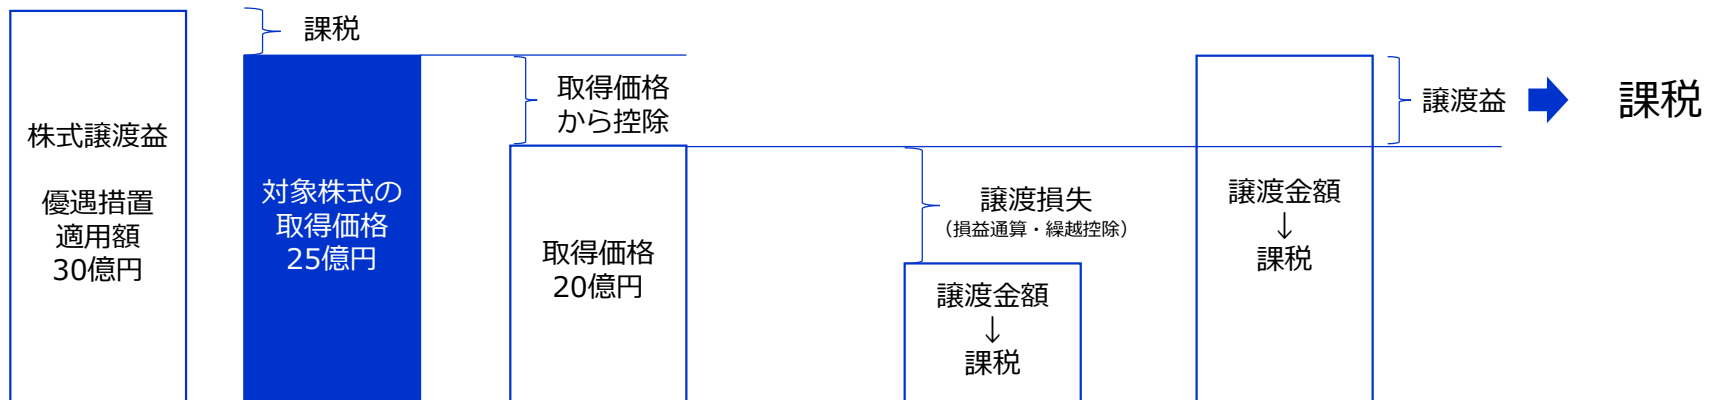 課税
株式譲渡益
優遇措置
適用額
30億円
対象株式の
取得価格
25億円
取得価格
から控除
取得価格
20億円
譲渡損失
（損益通算・繰越控除）
譲渡金額
↓
課税
譲渡金額
↓
課税
譲渡益
課税